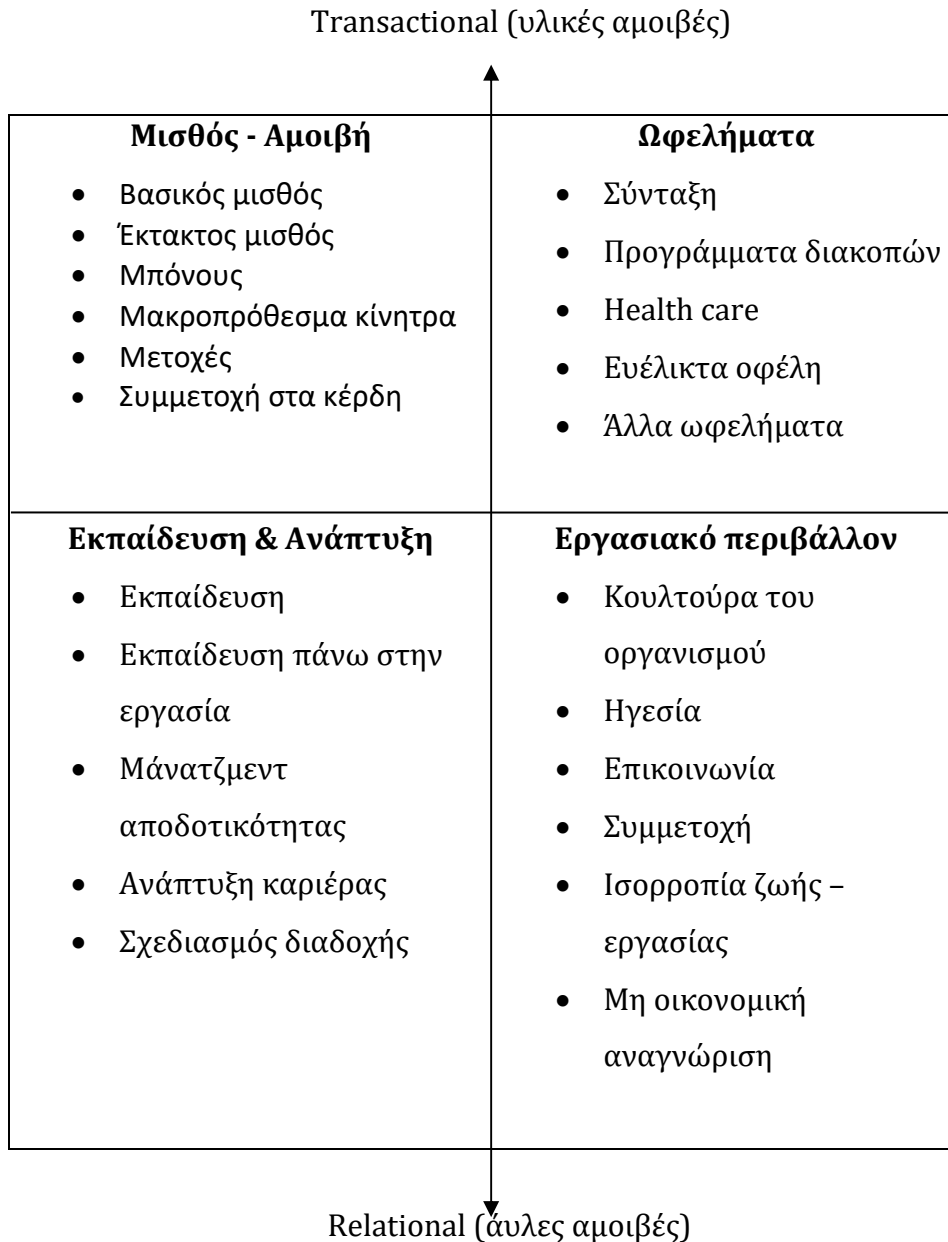 Transactional (υλικές αμοιβές)
Μισθός - Αμοιβή
• Βασικός μισθός
• Έκτακτος μισθός
• Μπόνους
• Μακροπρόθεσμα κίνητρα
• Μετοχές
• Συμμετοχή στα κέρδη
Ωφελήματα
• Σύνταξη
• Προγράμματα διακοπών
• Health care
• Ευέλικτα οφέλη
• Άλλα ωφελήματα
Εκπαίδευση & Ανάπτυξη
• Εκπαίδευση
• Εκπαίδευση πάνω στην
εργασία
• Μάνατζμεντ
αποδοτικότητας
• Ανάπτυξη καριέρας
• Σχεδιασμός διαδοχής
Εργασιακό περιβάλλον
• Κουλτούρα του
οργανισμού
• Ηγεσία
• Επικοινωνία
• Συμμετοχή
• Ισορροπία ζωής –
εργασίας
• Μη οικονομική
αναγνώριση
Relational (άυλες αμοιβές)